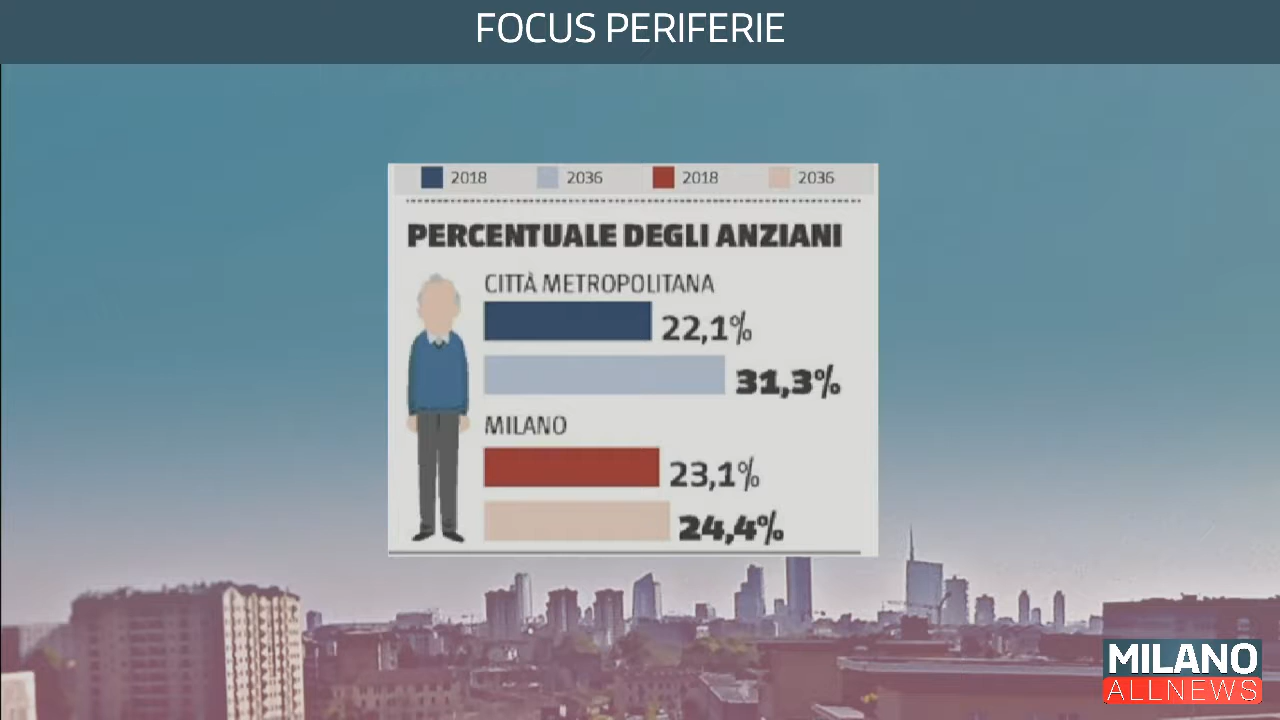 FOCUS PERIFERIE
2018 2036 2018 2036
PERCENTUALE DEGLI ANZIANI
CITTÀ METROPOLITANA
22,1%
31,3%
MILANO
23,1%
24,4%
MILANO
ALLNEWS